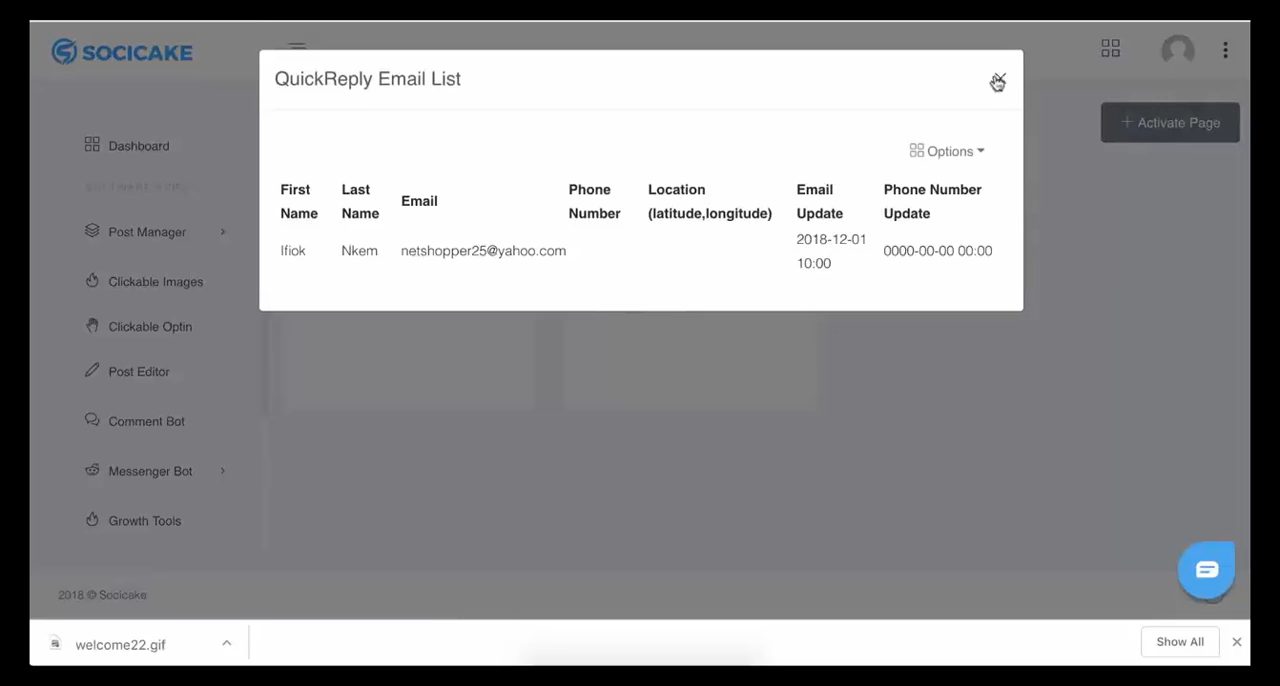 SOCICAKE
QuickReply Email List
+ Activate Page
Options
First Name
Last Name
Email
Phone Number
Location (latitude,longitude)
Email Update
Phone Number Update
Ifiok
Nkem
netshopper25@yahoo.com
2018-12-01 10:00
0000-00-00 00:00
Dashboard
Post Manager
Clickable Images
Clickable Optin
Post Editor
Comment Bot
Messenger Bot
Growth Tools
2018 © Socicake
welcome22.gif
Show All